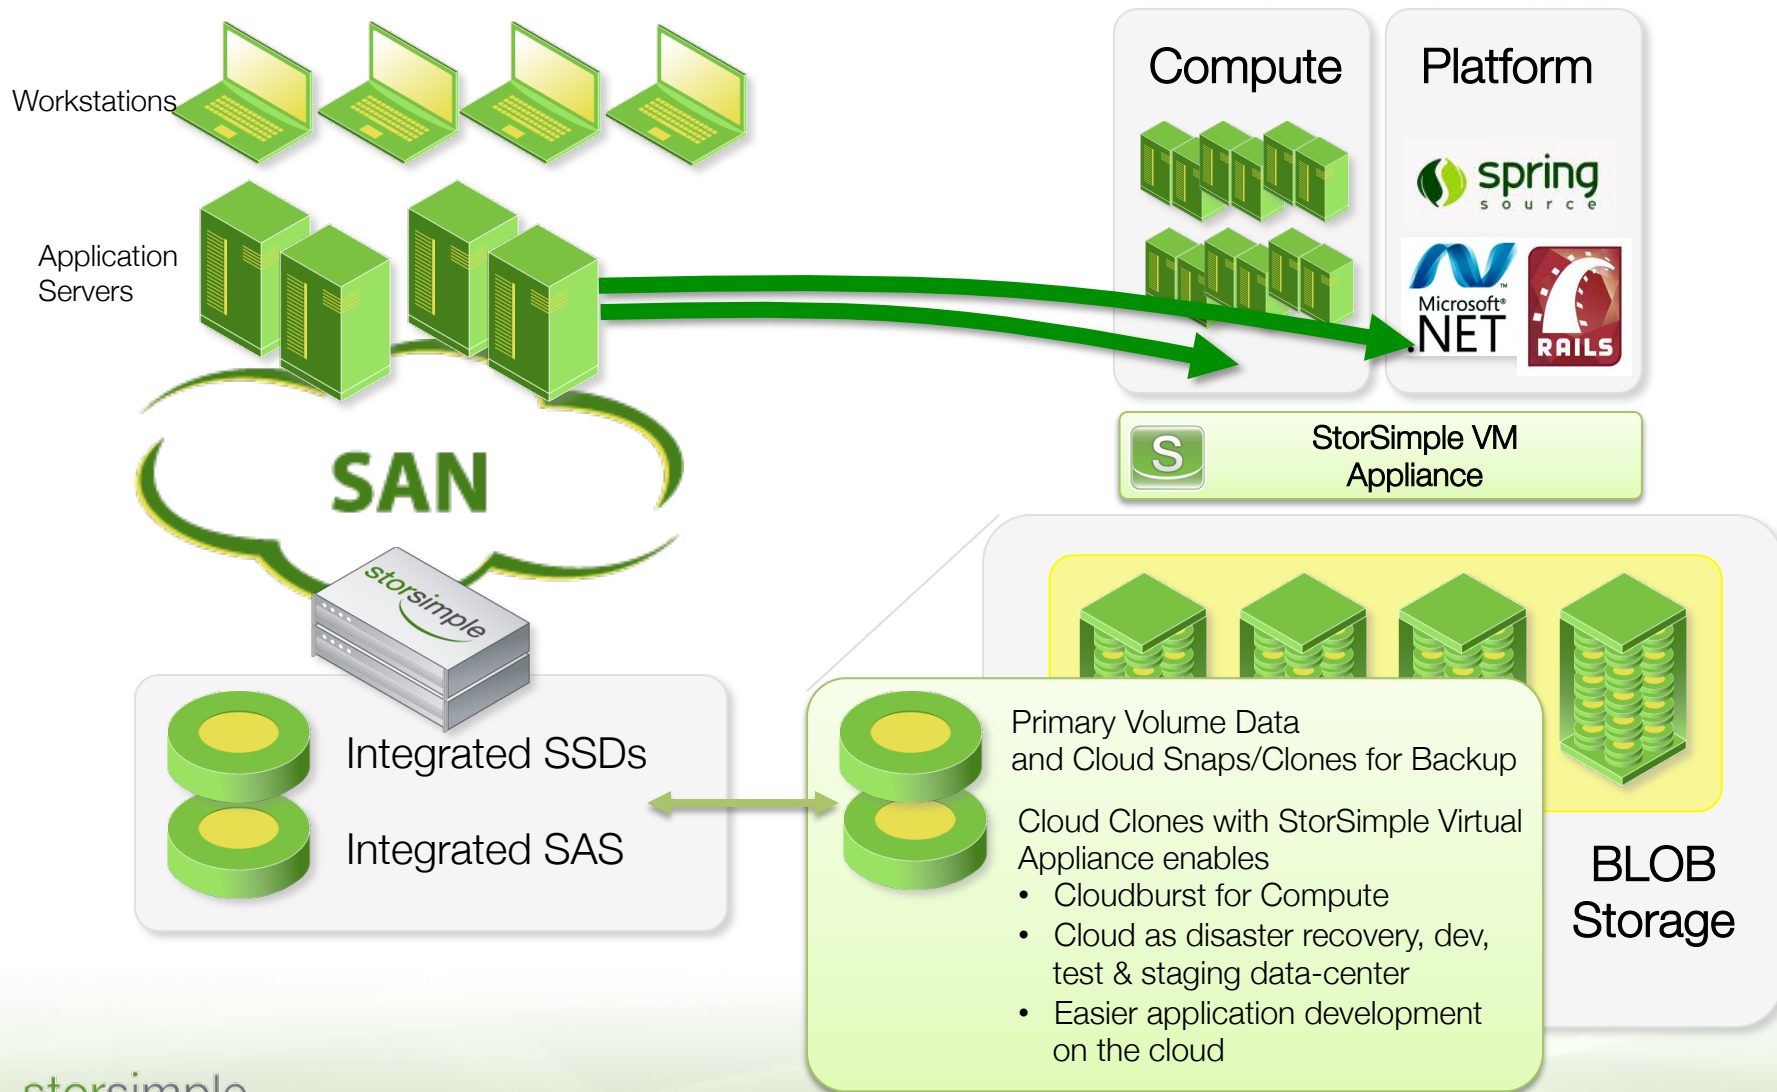 Workstations
Application
Servers
SAN
storsimple
Integrated SSDs
Integrated SAS
Compute
Platform
spring
source
Microsoft®
.NET
RAILS
S
StorSimple VM
Appliance
Primary Volume Data
and Cloud Snaps/Clones for Backup
Cloud Clones with StorSimple Virtual
Appliance enables
• Cloudburst for Compute
• Cloud as disaster recovery, dev,
test & staging data-center
• Easier application development
on the cloud
BLOB
Storage
storsimple